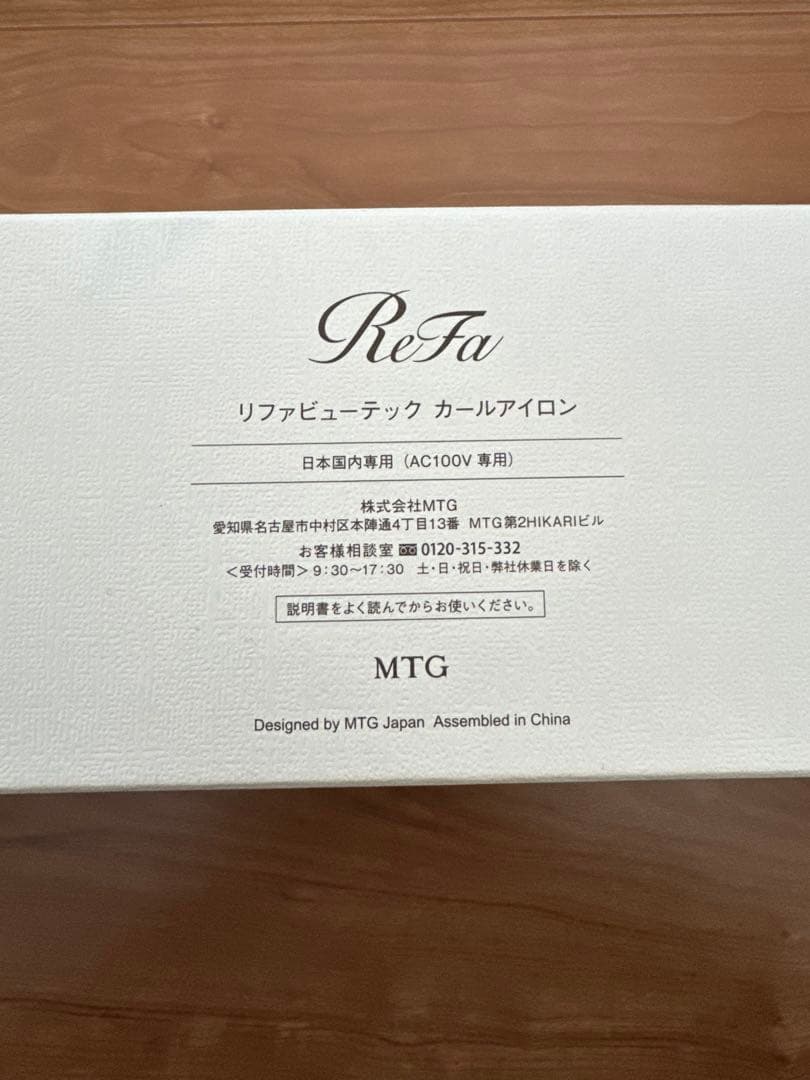 ReFa
リファビューテック カールアイロン
日本国内専用（AC100V 専用）
株式会社MTG
愛知県名古屋市中村区本陣通4丁目13番 MTG第2HIKARIビル
お客様相談室 0120-315-332
＜受付時間＞9：30～17：30 土・日・祝日・弊社休業日を除く
説明書をよく読んでからお使いください。
MTG
Designed by MTG Japan Assembled in China